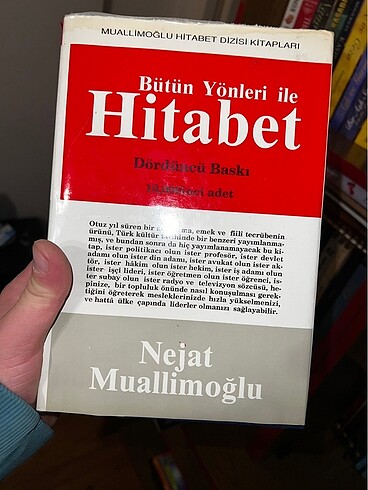 MUALLİMOĞLU HİTABET DİZİSİ KİTAPLARI
Bütün Yönleri ile
Hitabet
Dördüncü Baskı
adet
Otuz yıl süren bir emek ve fiilî tecrübenin
ürünü, Türk kültür bir benzeri yayımlanma-
mış, ve bundan sonra da hiç yayımlanamayacak bu ki-
tap, ister politikacı olun ister profesör, ister devlet
adamı olun ister din adamı, ister avukat olun ister ak-
tör, ister hâkim olun ister hekim, ister iş adamı olun
ister işçi lideri, ister öğretmen olun ister öğrenci, is-
ter subay olun ister radyo ve televizyon sözcüsü, he-
pinize, bir topluluk önünde nasıl konuşulması gerek-
tiğini öğreterek mesleklerinizde hızla yükselmenizi,
ve hattâ ülke çapında liderler olmanızı sağlayabilir.
Nejat
Muallimoğlu